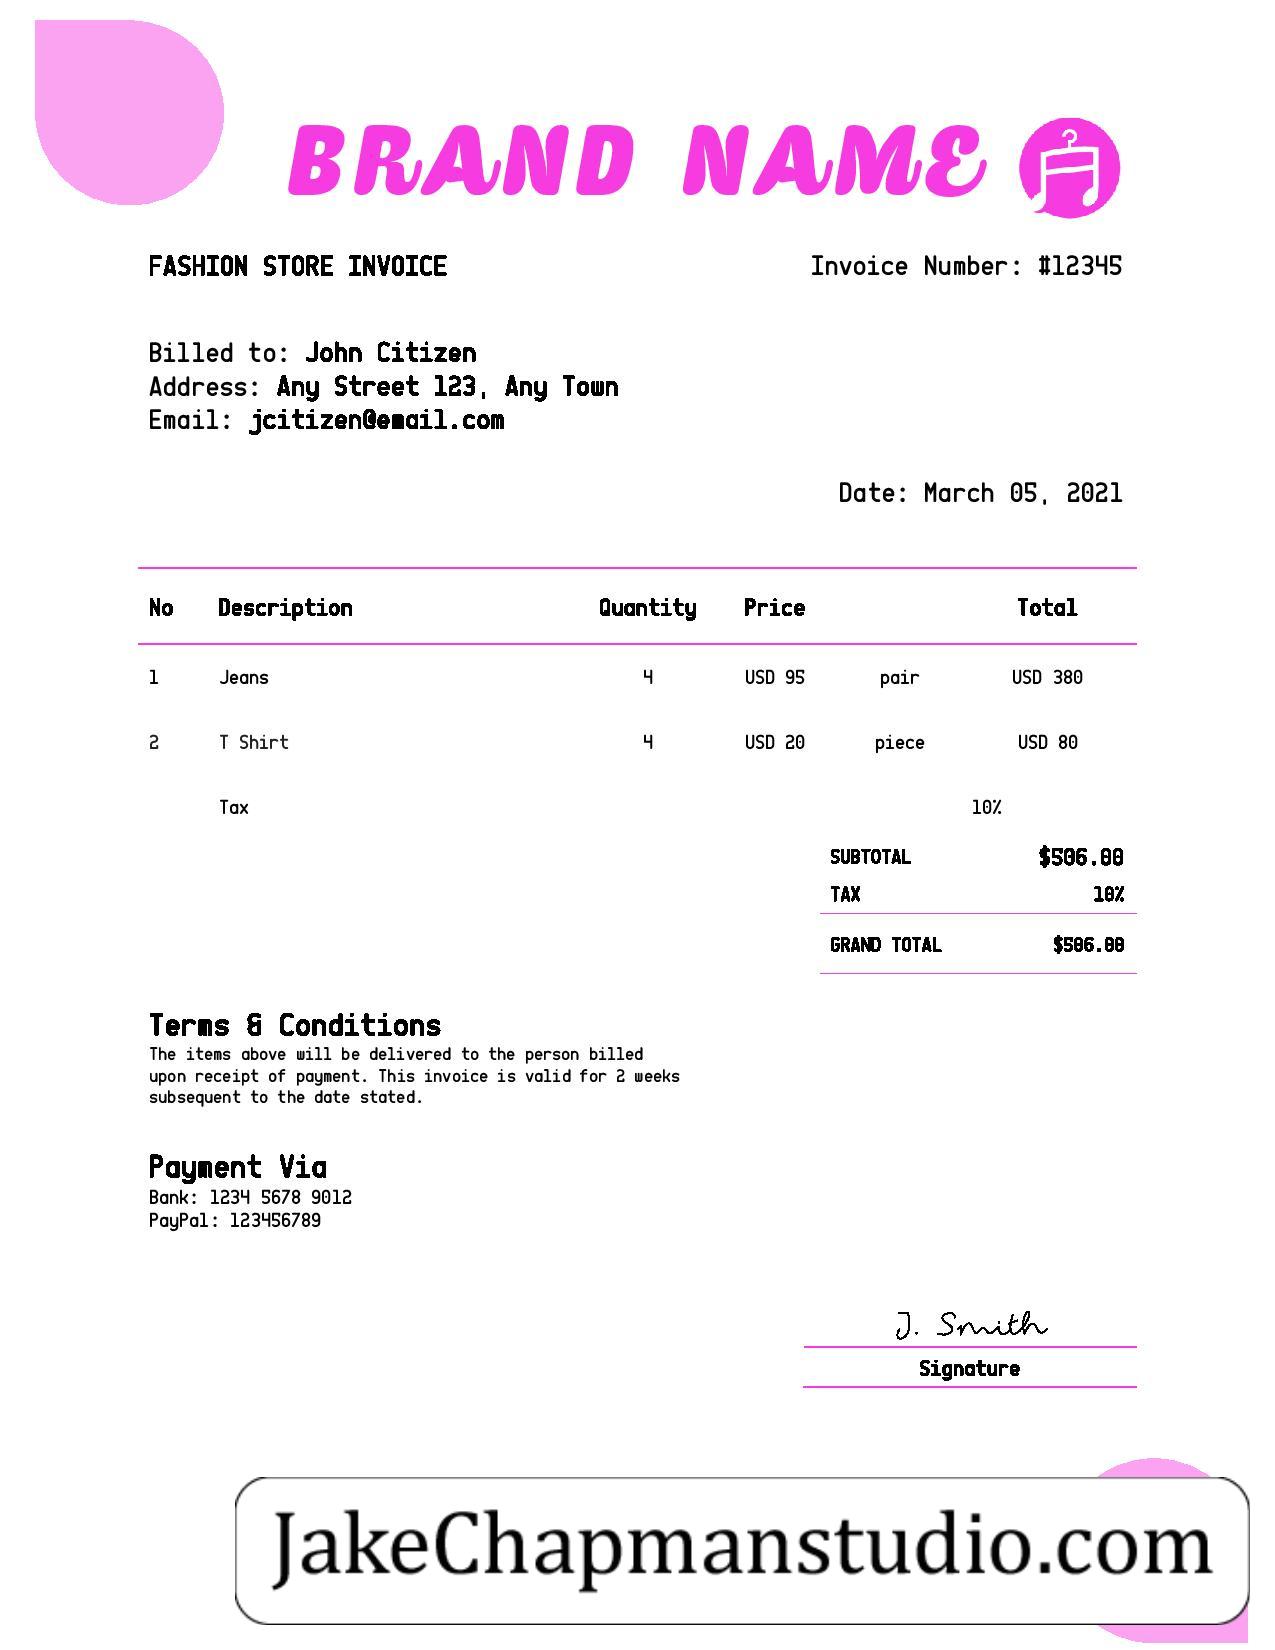 BRAND NAME
FASHION STORE INVOICE
Invoice Number: #12345
Billed to: John Citizen
Address: Any Street 123, Any Town
Email: jcitizen@email.com
Date: March 05, 2021
No Description Quantity Price Total
1 Jeans 4 USD 95 pair USD 380
2 T Shirt 4 USD 20 piece USD 80
Tax 10%
SUBTOTAL $506.00
TAX 10%
GRAND TOTAL $506.00
Terms & Conditions
The items above will be delivered to the person billed
upon receipt of payment. This invoice is valid for 2 weeks
subsequent to the date stated.
Payment Via
Bank: 1234 5678 9012
PayPal: 123456789
J. Smith
Signature
JakeChapmanstudio.com